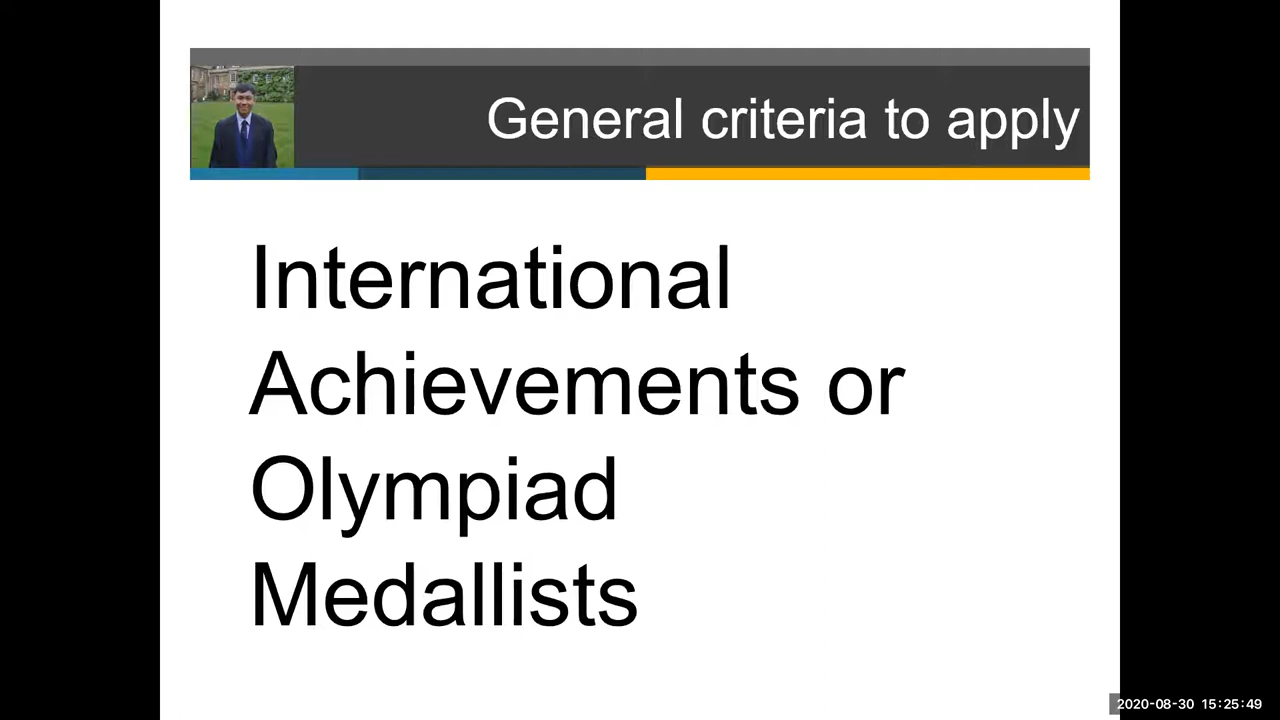 General criteria to apply
International
Achievements or
Olympiad
Medallists
2020-08-30 15:25:49